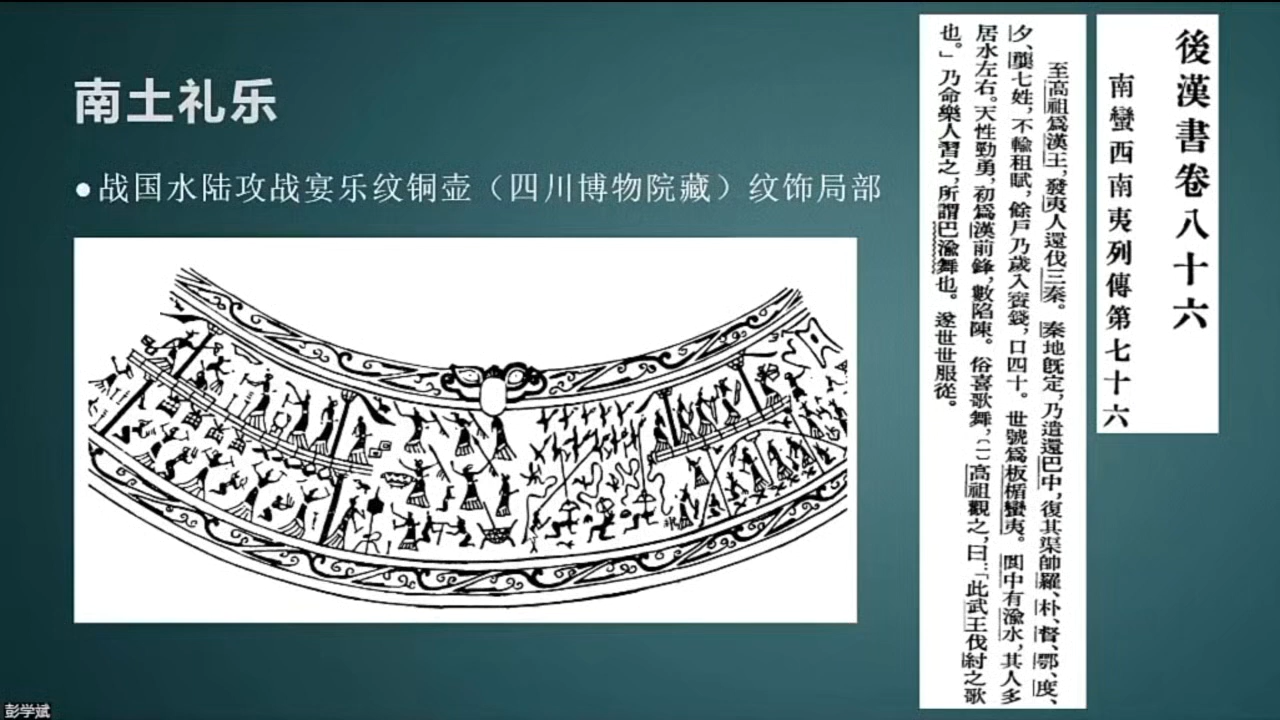 南土礼乐
●战国水陆攻战宴乐纹铜壶（四川博物院藏）纹饰局部
後漢書卷八十六
南蠻西南夷列傳第七十六
至高祖爲漢王，發夷人還伐三秦。秦地既定，乃遣還巴中，復其渠帥羅、朴、督、鄂、度、
夕、龔七姓，不輸租賦，餘戶乃歲入賨錢，口四十。世號爲板楯蠻夷。閬中有渝水，其人多
居水左右。天性勁勇，初爲漢前鋒，數陷陳。俗喜歌舞，〔一〕高祖觀之，曰：「此武王伐紂之歌
也。」乃命樂人習之，所謂巴渝舞也。遂世世服從。
彭学斌